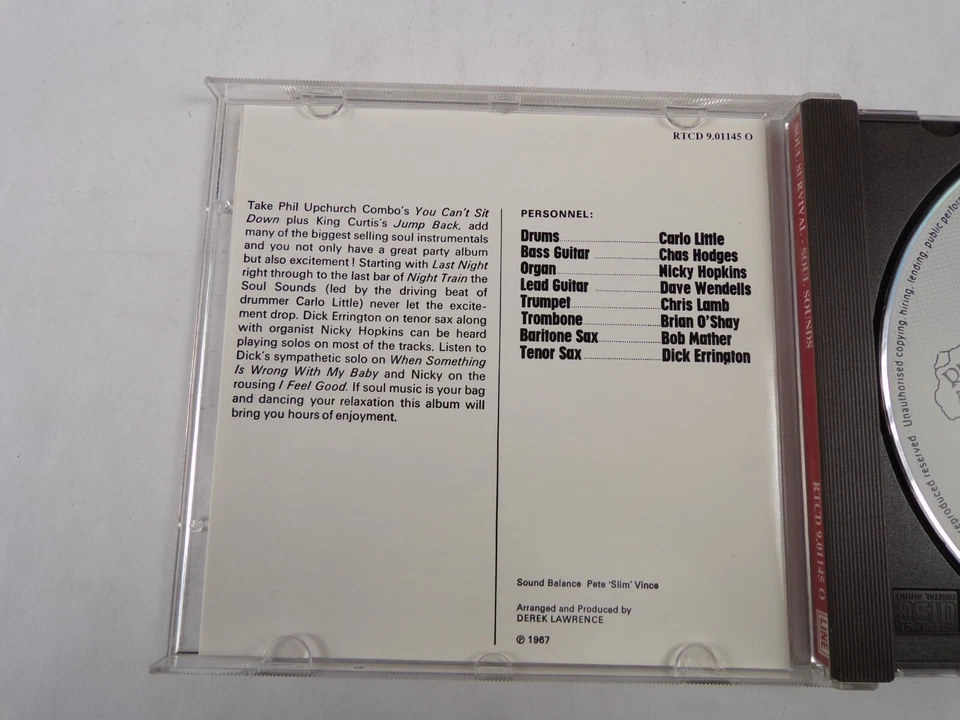 RTCD 9.01145 O
Take Phil Upchurch Combo's You Can't Sit
Down plus King Curtis's Jump Back, add
many of the biggest selling soul instrumentals
and you not only have a great party album
but also excitement ! Starting with Last Night
right through to the last bar of Night Train the
Soul Sounds (led by the driving beat of
drummer Carlo Little) never let the excite-
ment drop. Dick Errington on tenor sax along
with organist Nicky Hopkins can be heard
playing solos on most of the tracks. Listen to
Dick's sympathetic solo on When Something
Is Wrong With My Baby and Nicky on the
rousing I Feel Good. If soul music is your bag
and dancing your relaxation this album will
bring you hours of enjoyment.
PERSONNEL:
Drums Carlo Little
Bass Guitar Chas Hodges
Organ Nicky Hopkins
Lead Guitar Dave Wendells
Trumpet Chris Lamb
Trombone Brian O'Shay
Baritone Sax Bob Mather
Tenor Sax Dick Errington
Sound Balance Pete 'Slim' Vince
Arranged and Produced by
DEREK LAWRENCE
℗ 1967
SOUL SURVIVAL · SOUL SOUNDS
RTCD 9.01145 O
LINE
reproduced reserved. Unauthorised copying, hiring, lending, public perfor
DISC
DIGITAL AUDIO